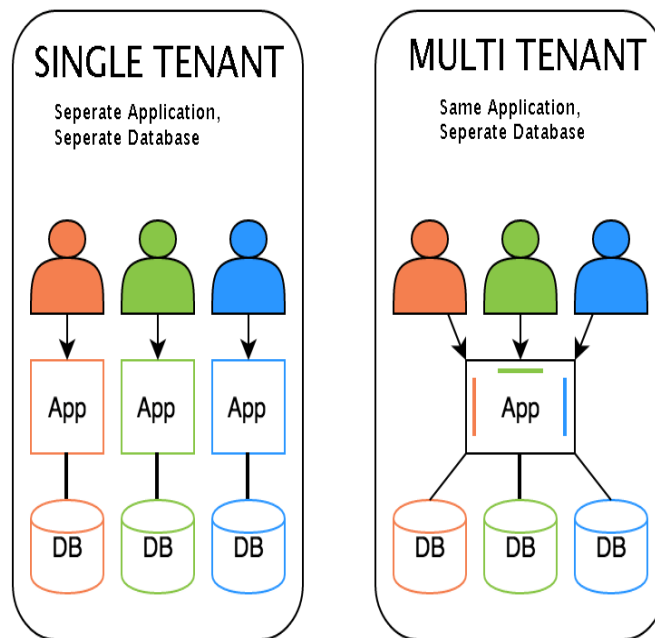 SINGLE TENANT
Seperate Application,
Seperate Database
App
App
App
DB
DB
DB
MULTI TENANT
Same Application,
Seperate Database
App
DB
DB
DB